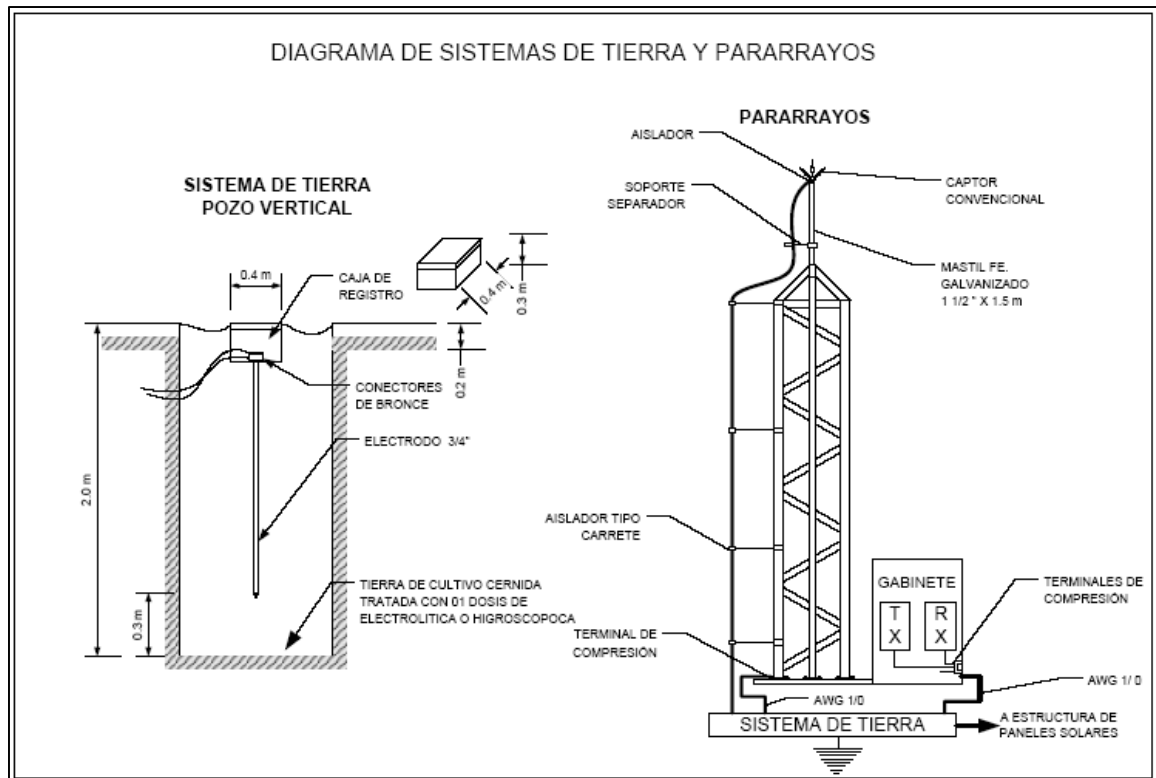 DIAGRAMA DE SISTEMAS DE TIERRA Y PARARRAYOS
SISTEMA DE TIERRA
POZO VERTICAL
0.4 m
CAJA DE
REGISTRO
0.4 m
0.3 m
0.2 m
CONECTORES
DE BRONCE
ELECTRODO 3/4"
2.0 m
0.3 m
TIERRA DE CULTIVO CERNIDA
TRATADA CON 01 DOSIS DE
ELECTROLITICA O HIGROSCOPOCA
PARARRAYOS
AISLADOR
SOPORTE
SEPARADOR
CAPTOR
CONVENCIONAL
MASTIL FE.
GALVANIZADO
1 1/2 " X 1.5 m
AISLADOR TIPO
CARRETE
GABINETE
T
X
R
X
TERMINALES DE
COMPRESIÓN
TERMINAL DE
COMPRESIÓN
AWG 1/0
AWG 1/ 0
SISTEMA DE TIERRA
A ESTRUCTURA DE
PANELES SOLARES